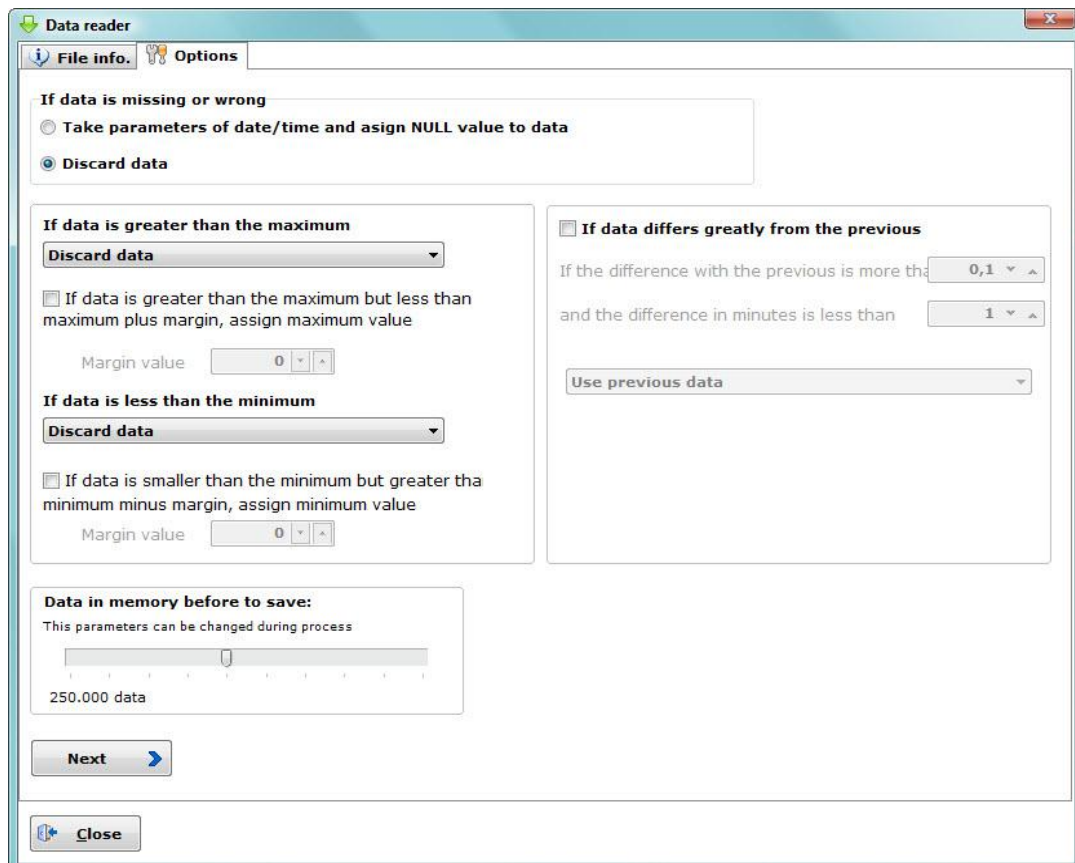 Data reader
File info.
Options
If data is missing or wrong
Take parameters of date/time and asign NULL value to data
Discard data
If data is greater than the maximum
Discard data
If data is greater than the maximum but less than
maximum plus margin, assign maximum value
Margin value 0
If data is less than the minimum
Discard data
If data is smaller than the minimum but greater tha
minimum minus margin, assign minimum value
Margin value 0
If data differs greatly from the previous
If the difference with the previous is more tha 0,1
and the difference in minutes is less than 1
Use previous data
Data in memory before to save:
This parameters can be changed during process
250.000 data
Next
Close